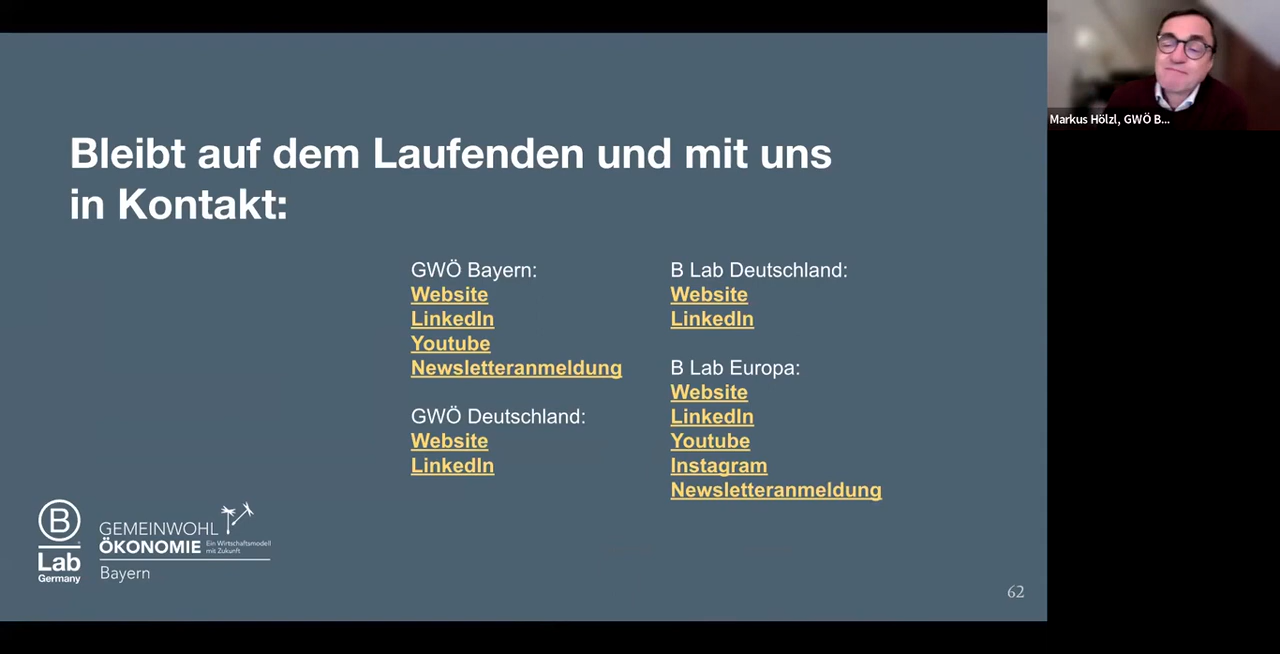 Bleibt auf dem Laufenden und mit uns
in Kontakt:
GWÖ Bayern:
Website
LinkedIn
Youtube
Newsletteranmeldung
GWÖ Deutschland:
Website
LinkedIn
B Lab Deutschland:
Website
LinkedIn
B Lab Europa:
Website
LinkedIn
Youtube
Instagram
Newsletteranmeldung
B
Lab
Germany
GEMEINWOHL
ÖKONOMIE Ein Wirtschaftsmodell
mit Zukunft
Bayern
62
Markus Hölzl, GWÖ B...